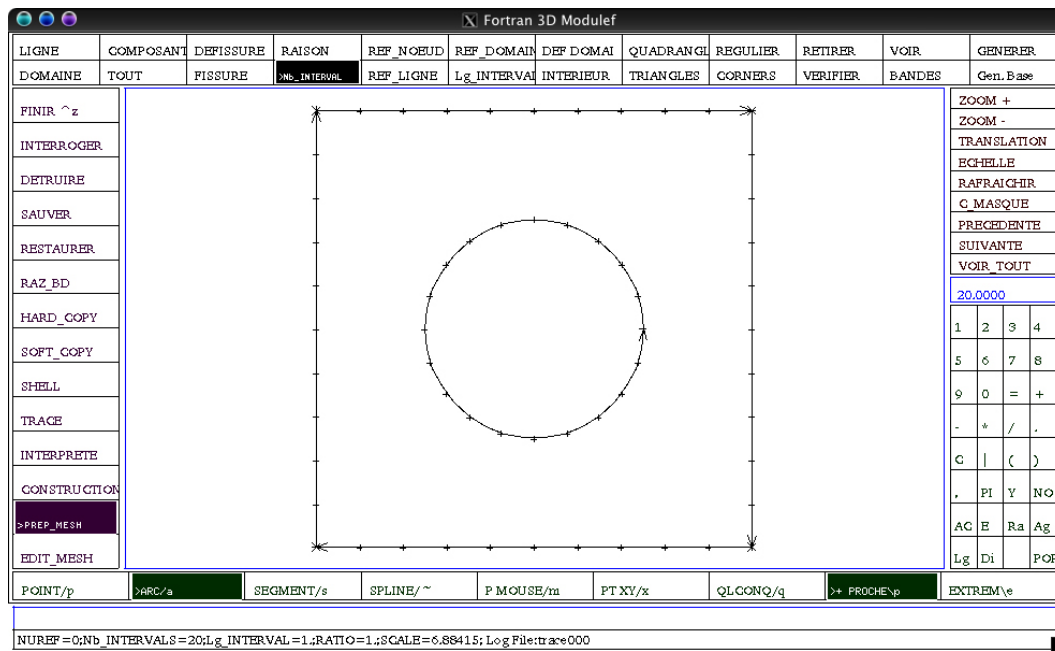 Fortran 3D Modulef
LIGNE COMPOSANT DEFISSURE RAISON REF_NOEUD REF_DOMAIN DEF DOMAI QUADRANGL REGULIER RETIRER VOIR GENERER
DOMAINE TOUT FISSURE >Nb_INTERVAL REF_LIGNE Lg_INTERVAL INTERIEUR TRIANGLES CORNERS VERIFIER BANDES Gen. Base
FINIR ^z
INTERROGER
DETRUIRE
SAUVER
RESTAURER
RAZ_BD
HARD_COPY
SOFT_COPY
SHELL
TRACE
INTERPRETE
CONSTRUCTION
>PREP_MESH
EDIT_MESH
ZOOM +
ZOOM -
TRANSLATION
ECHELLE
RAFRAICHIR
C_MASQUE
PRECEDENTE
SUIVANTE
VOIR_TOUT
20.0000
1 2 3 4
5 6 7 8
9 0 = +
- * / .
C | ( )
, PI Y NO
AC E Ra Ag
Lg Di POP
POINT/p >ARC/a SEGMENT/s SPLINE/~ P MOUSE/m PT XY/x QLCONQ/q >+ PROCHE\p EXTREM\e
NUREF=0;Nb_INTERVALS=20;Lg_INTERVAL=1.;RATIO=1.;SCALE=6.88415; Log File:trace000